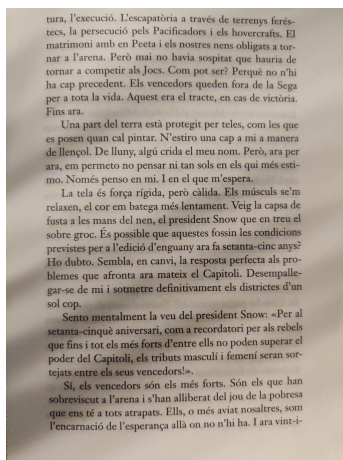 tura, l'execució. L'escapatòria a través de terrenys ferés-
tecs, la persecució pels Pacificadors i els hovercrafts. El
matrimoni amb en Peeta i els nostres nens obligats a tor-
nar a l'arena. Però mai no havia sospitat que hauria de
tornar a competir als Jocs. Com pot ser? Perquè no n'hi
ha cap precedent. Els vencedors queden fora de la Sega
per a tota la vida. Aquest era el tracte, en cas de victòria.
Fins ara.
Una part del terra està protegit per teles, com les que
es posen quan cal pintar. N'estiro una cap a mi a manera
de llençol. De lluny, algú crida el meu nom. Però, ara per
ara, em permeto no pensar ni tan sols en els qui més esti-
mo. Només penso en mi. I en el que m'espera.
La tela és força rígida, però càlida. Els músculs se'm
relaxen, el cor em batega més lentament. Veig la capsa de
fusta a les mans del nen, el president Snow que en treu el
sobre groc. És possible que aquestes fossin les condicions
previstes per a l'edició d'enguany ara fa setanta-cinc anys?
Ho dubto. Sembla, en canvi, la resposta perfecta als pro-
blemes que afronta ara mateix el Capitoli. Desempalle-
gar-se de mi i sotmetre definitivament els districtes d'un
sol cop.
Sento mentalment la veu del president Snow: «Per al
setanta-cinquè aniversari, com a recordatori per als rebels
que fins i tot els més forts d'entre ells no poden superar el
poder del Capitoli, els tributs masculí i femení seran sor-
tejats entre els seus vencedors!».
Sí, els vencedors són els més forts. Són els que han
sobreviscut a l'arena i s'han alliberat del jou de la pobresa
que ens té a tots atrapats. Ells, o més aviat nosaltres, som
l'encarnació de l'esperança allà on no n'hi ha. I ara vint-i-